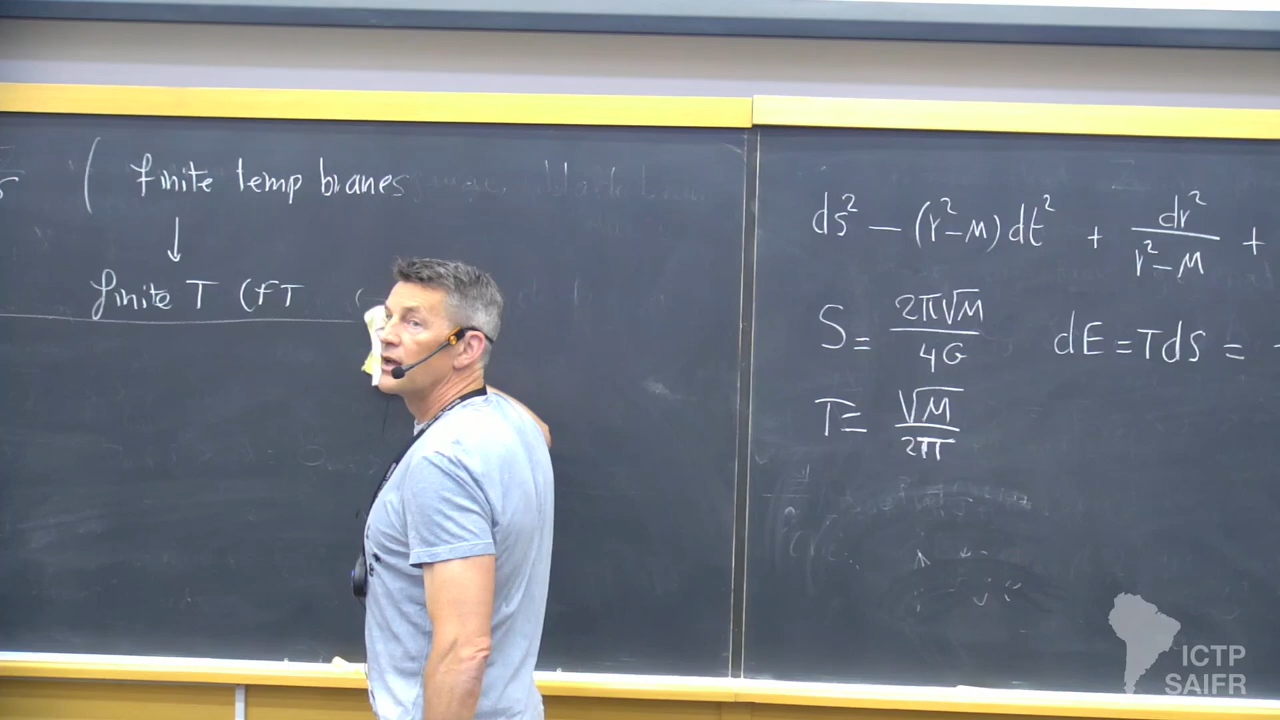 ( finite temp branes
↓
finite T CFT
ds² – (r²–M)dt² + dr²/(r²–M) +
S = 2π√M/4G dE = TdS =
T = √M/2π
ICTP
SAIFR